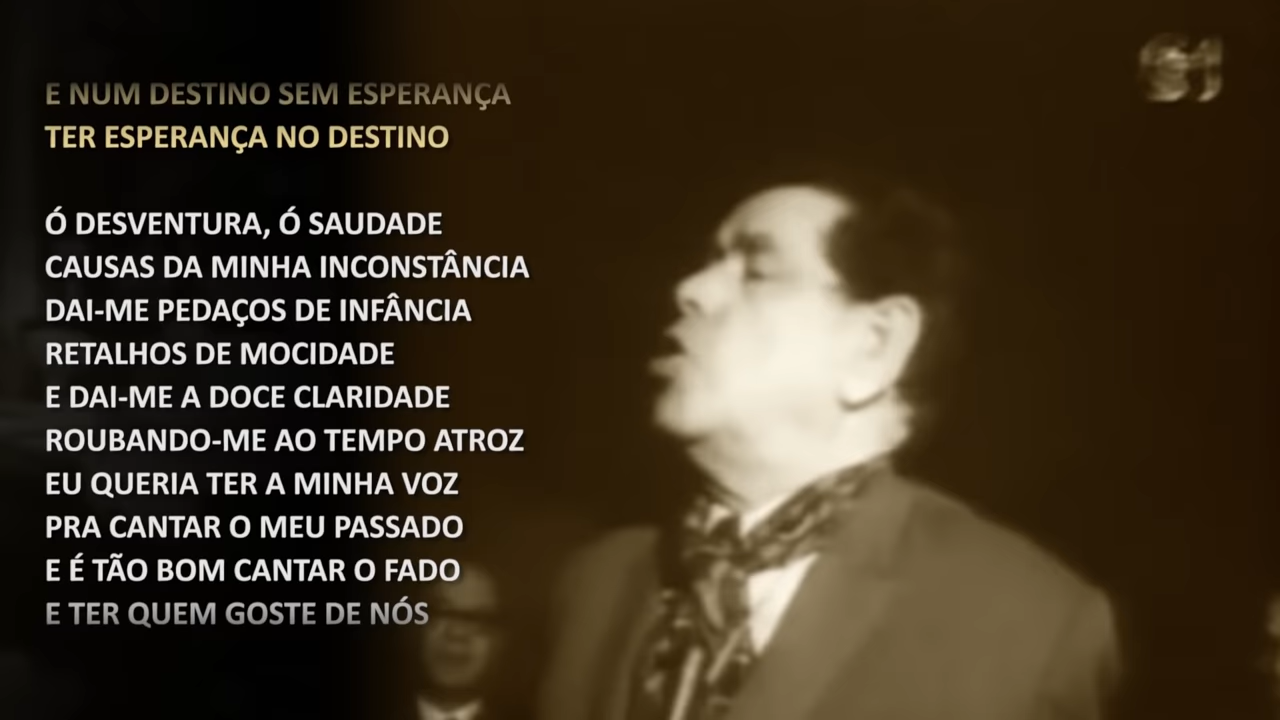 E NUM DESTINO SEM ESPERANÇA
TER ESPERANÇA NO DESTINO
Ó DESVENTURA, Ó SAUDADE
CAUSAS DA MINHA INCONSTÂNCIA
DAI-ME PEDAÇOS DE INFÂNCIA
RETALHOS DE MOCIDADE
E DAI-ME A DOCE CLARIDADE
ROUBANDO-ME AO TEMPO ATROZ
EU QUERIA TER A MINHA VOZ
PRA CANTAR O MEU PASSADO
E É TÃO BOM CANTAR O FADO
E TER QUEM GOSTE DE NÓS